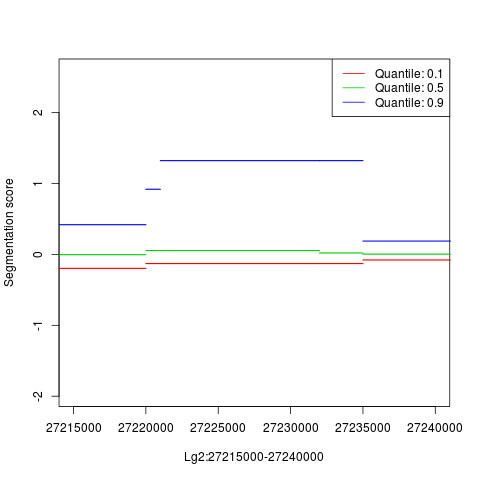 Quantile: 0.1
Quantile: 0.5
Quantile: 0.9
Segmentation score
2
1
0
-1
-2
27215000 27220000 27225000 27230000 27235000 27240000
Lg2:27215000-27240000